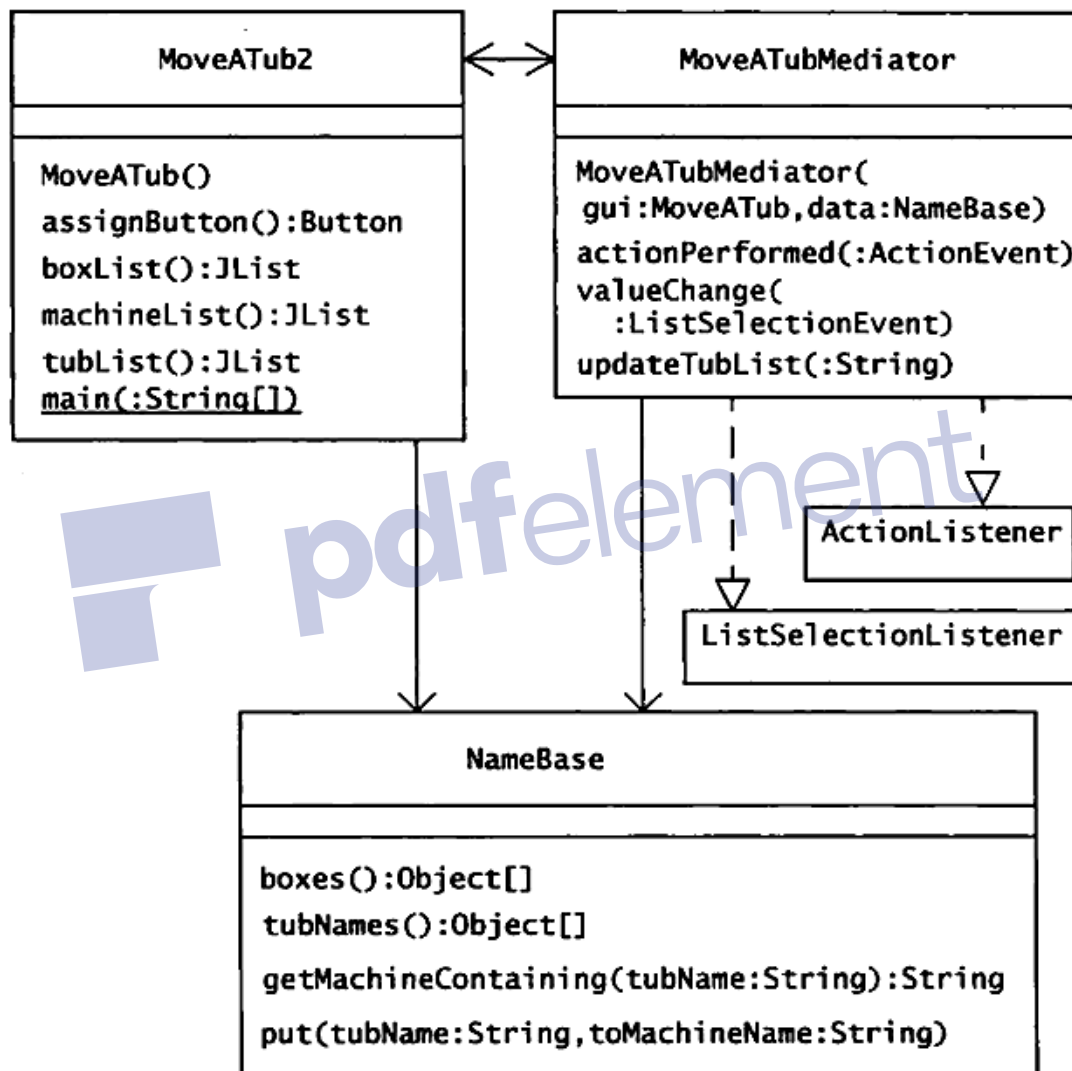 MoveATub2
MoveATub()
assignButton():Button
boxList():JList
machineList():JList
tubList():JList
main(:String[])
MoveATubMediator
MoveATubMediator(
gui:MoveATub,data:NameBase)
actionPerformed(:ActionEvent)
valueChange(
:ListSelectionEvent)
updateTubList(:String)
pdfelement
ActionListener
ListSelectionListener
NameBase
boxes():Object[]
tubNames():Object[]
getMachineContaining(tubName:String):String
put(tubName:String,toMachineName:String)